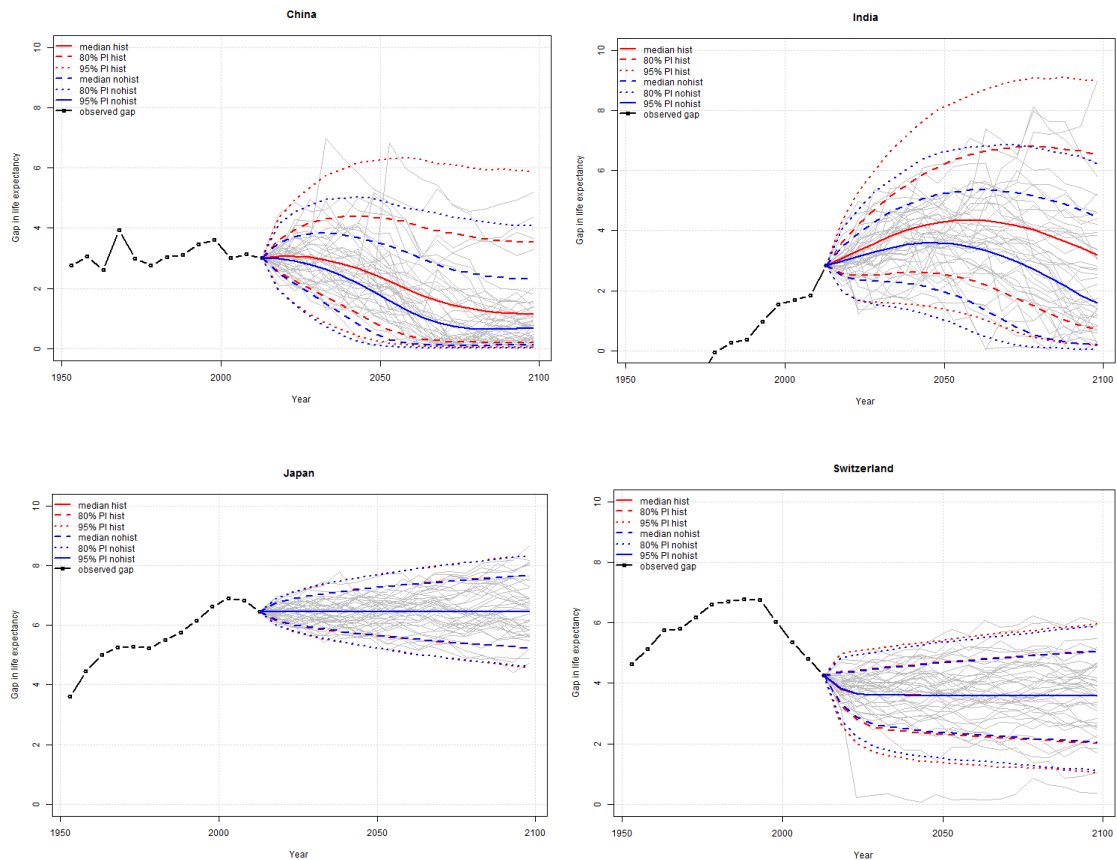 China
10
8
6
4
2
0
Gap in life expectancy
median hist
80% PI hist
95% PI hist
median nohist
80% PI nohist
95% PI nohist
observed gap
1950
2000
2050
2100
Year
India
10
8
6
4
2
0
Gap in life expectancy
median hist
80% PI hist
95% PI hist
median nohist
80% PI nohist
95% PI nohist
observed gap
1950
2000
2050
2100
Year
Japan
10
8
6
4
2
0
Gap in life expectancy
median hist
80% PI hist
95% PI hist
median nohist
80% PI nohist
95% PI nohist
observed gap
1950
2000
2050
2100
Year
Switzerland
10
8
6
4
2
0
Gap in life expectancy
median hist
80% PI hist
95% PI hist
median nohist
80% PI nohist
95% PI nohist
observed gap
1950
2000
2050
2100
Year